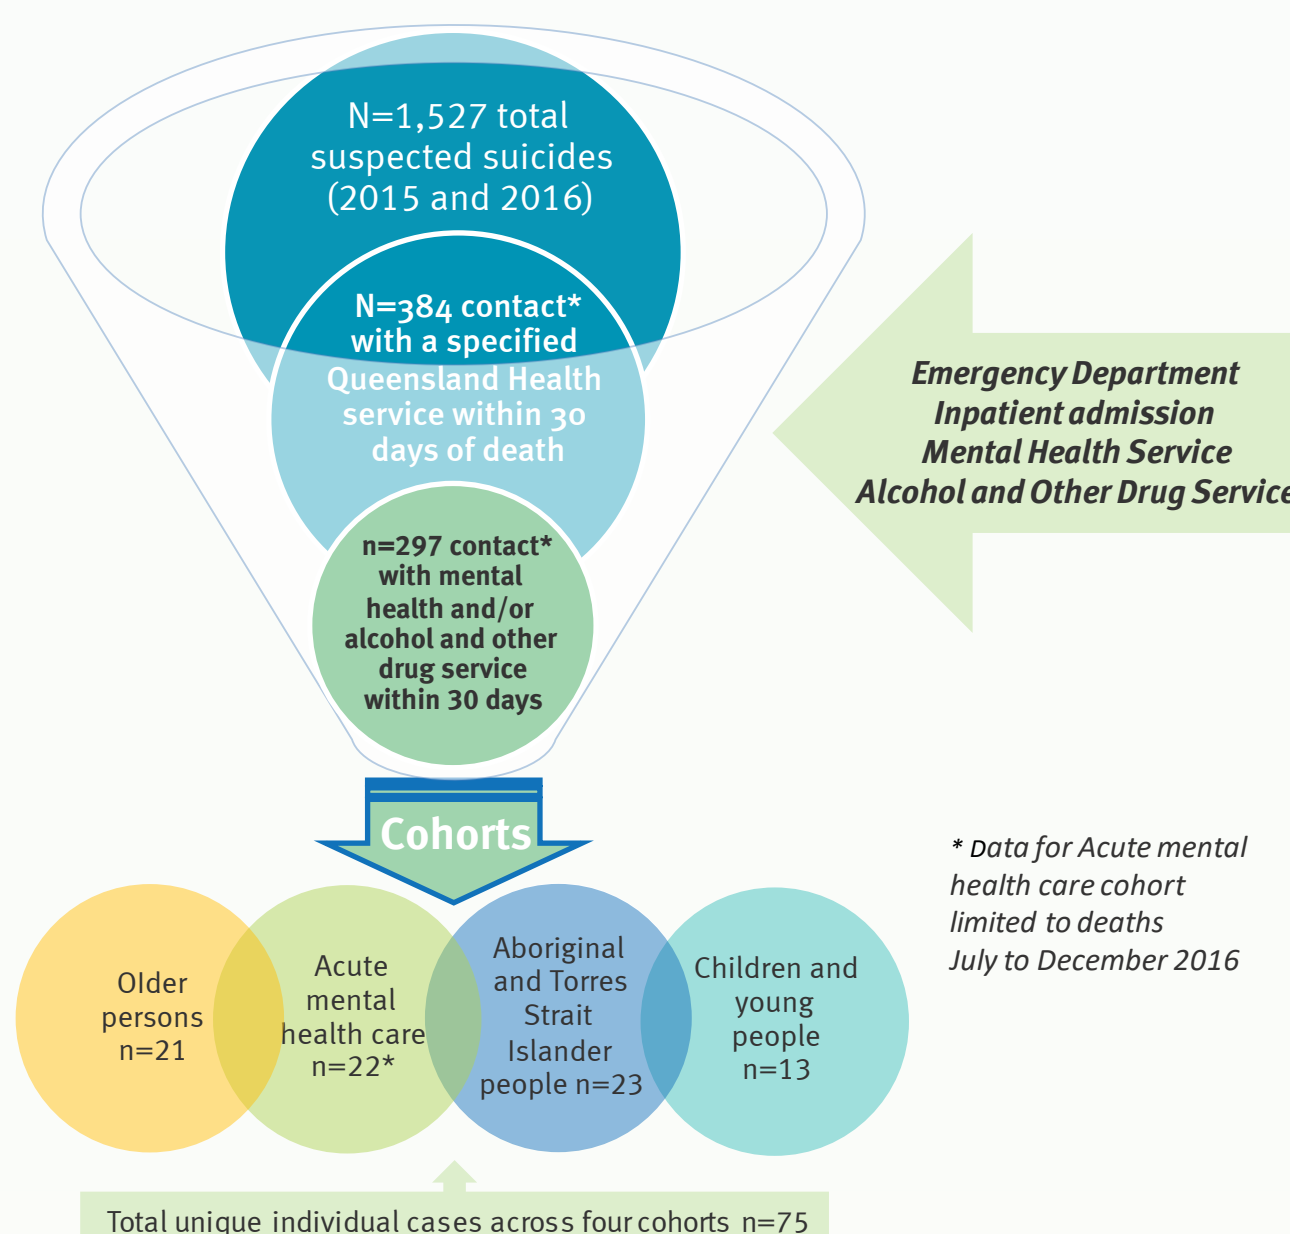 N=1,527 total
suspected suicides
(2015 and 2016)
N=384 contact*
with a specified
Queensland Health
service within 30
days of death
n=297 contact*
with mental
health and/or
alcohol and other
drug service
within 30 days
Emergency Department
Inpatient admission
Mental Health Service
Alcohol and Other Drug Service
Cohorts
* Data for Acute mental
health care cohort
limited to deaths
July to December 2016
Older
persons
n=21
Acute
mental
health care
n=22*
Aboriginal
and Torres
Strait
Islander
people n=23
Children and
young
people
n=13
Total unique individual cases across four cohorts n=75